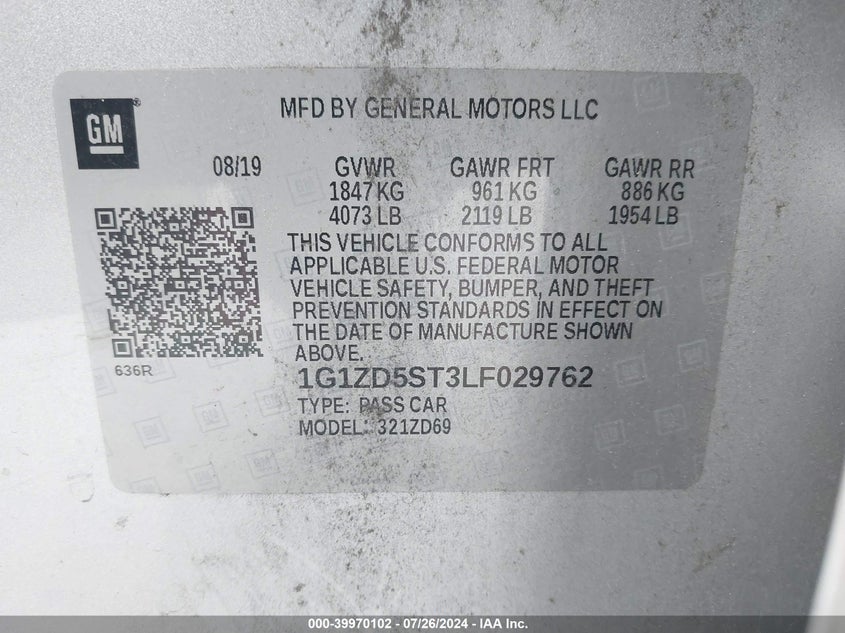 GM
MFD BY GENERAL MOTORS LLC
08/19 GVWR GAWR FRT GAWR RR
1847 KG 961 KG 886 KG
4073 LB 2119 LB 1954 LB
THIS VEHICLE CONFORMS TO ALL
APPLICABLE U.S. FEDERAL MOTOR
VEHICLE SAFETY, BUMPER, AND THEFT
PREVENTION STANDARDS IN EFFECT ON
THE DATE OF MANUFACTURE SHOWN
ABOVE.
636R
1G1ZD5ST3LF029762
TYPE: PASS CAR
MODEL: 321ZD69
000-39970102 - 07/26/2024 - IAA Inc.